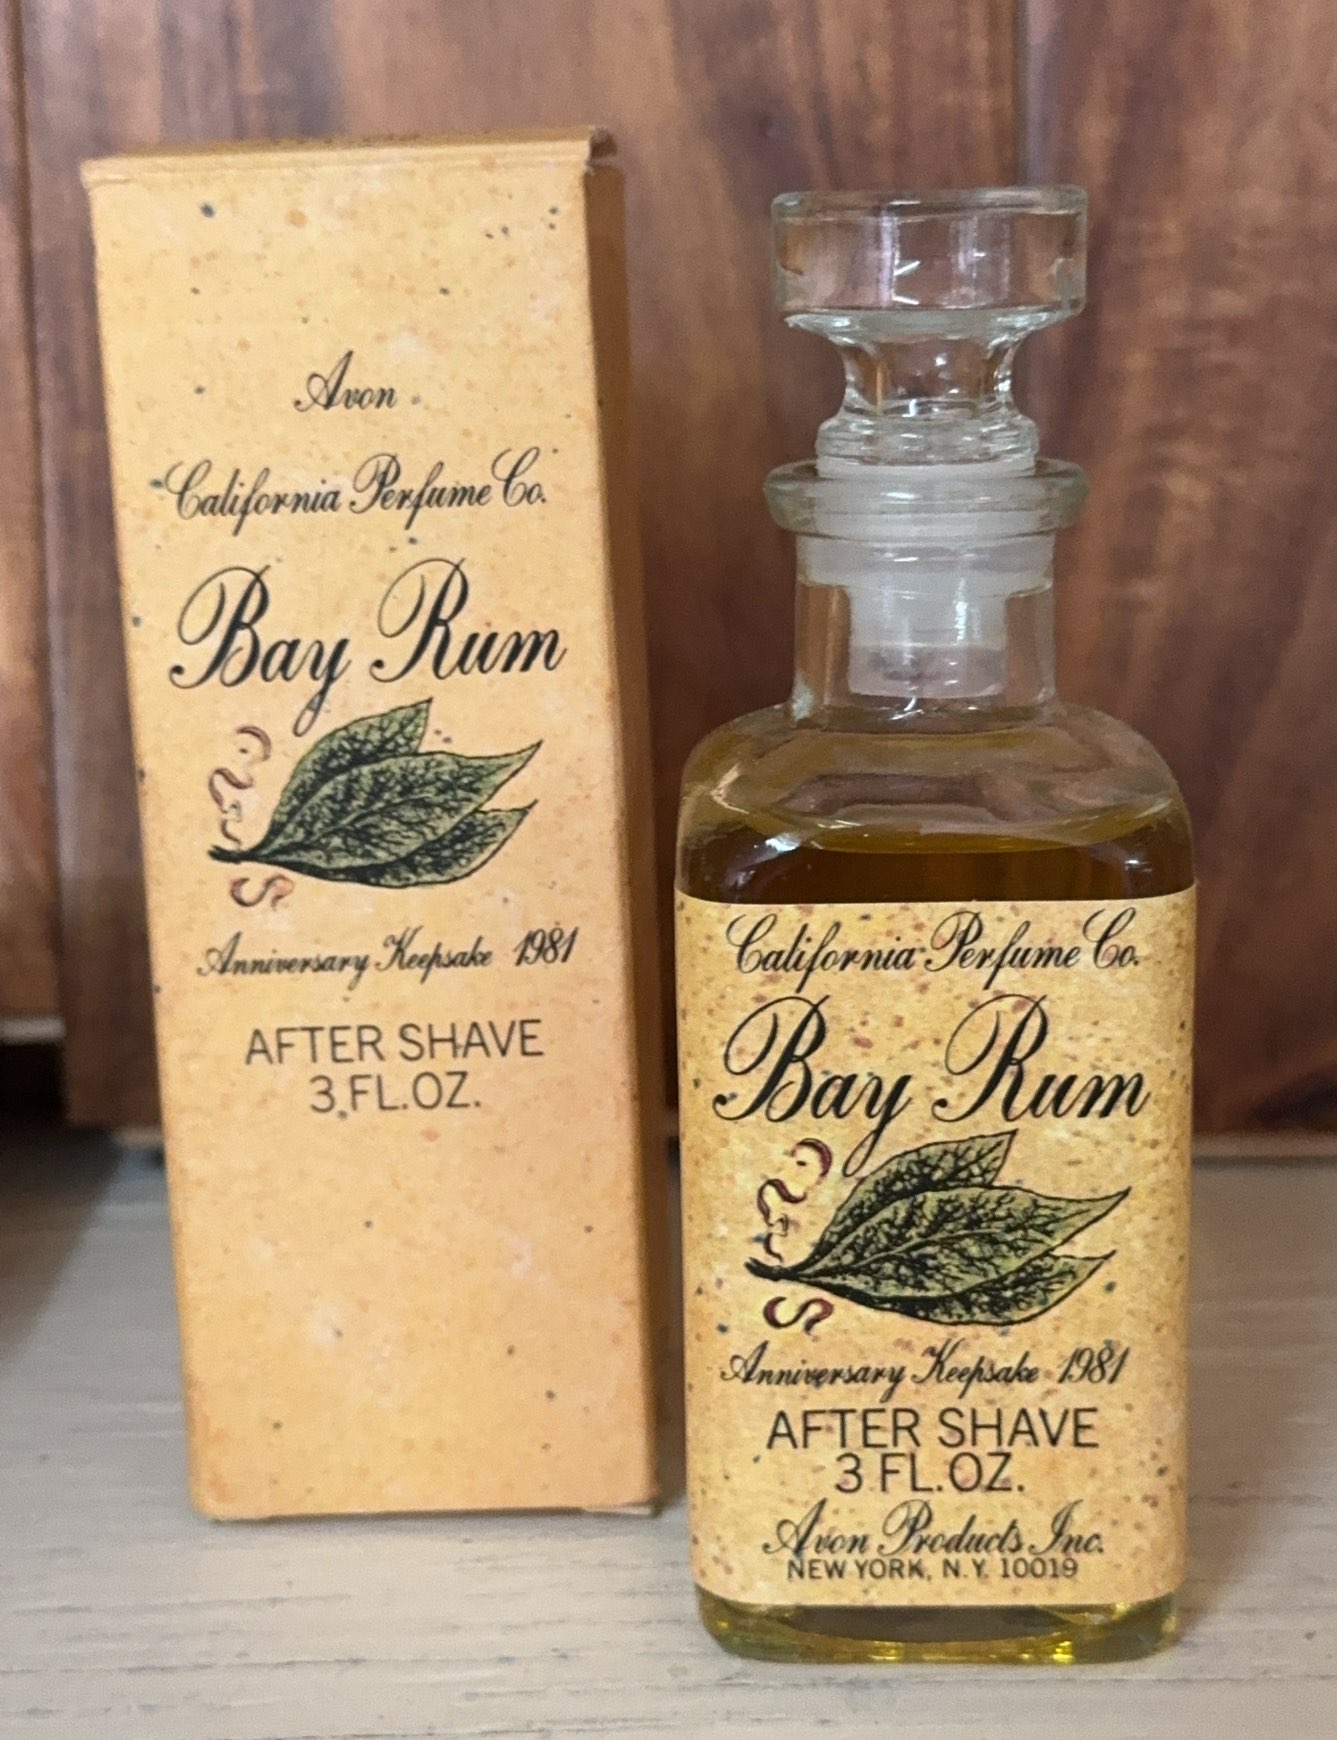 Avon
California Perfume Co.
Bay Rum
Anniversary Keepsake 1981
AFTER SHAVE
3 FL.OZ.
California Perfume Co.
Bay Rum
Anniversary Keepsake 1981
AFTER SHAVE
3 FL.OZ.
Avon Products Inc.
NEW YORK, N.Y. 10019